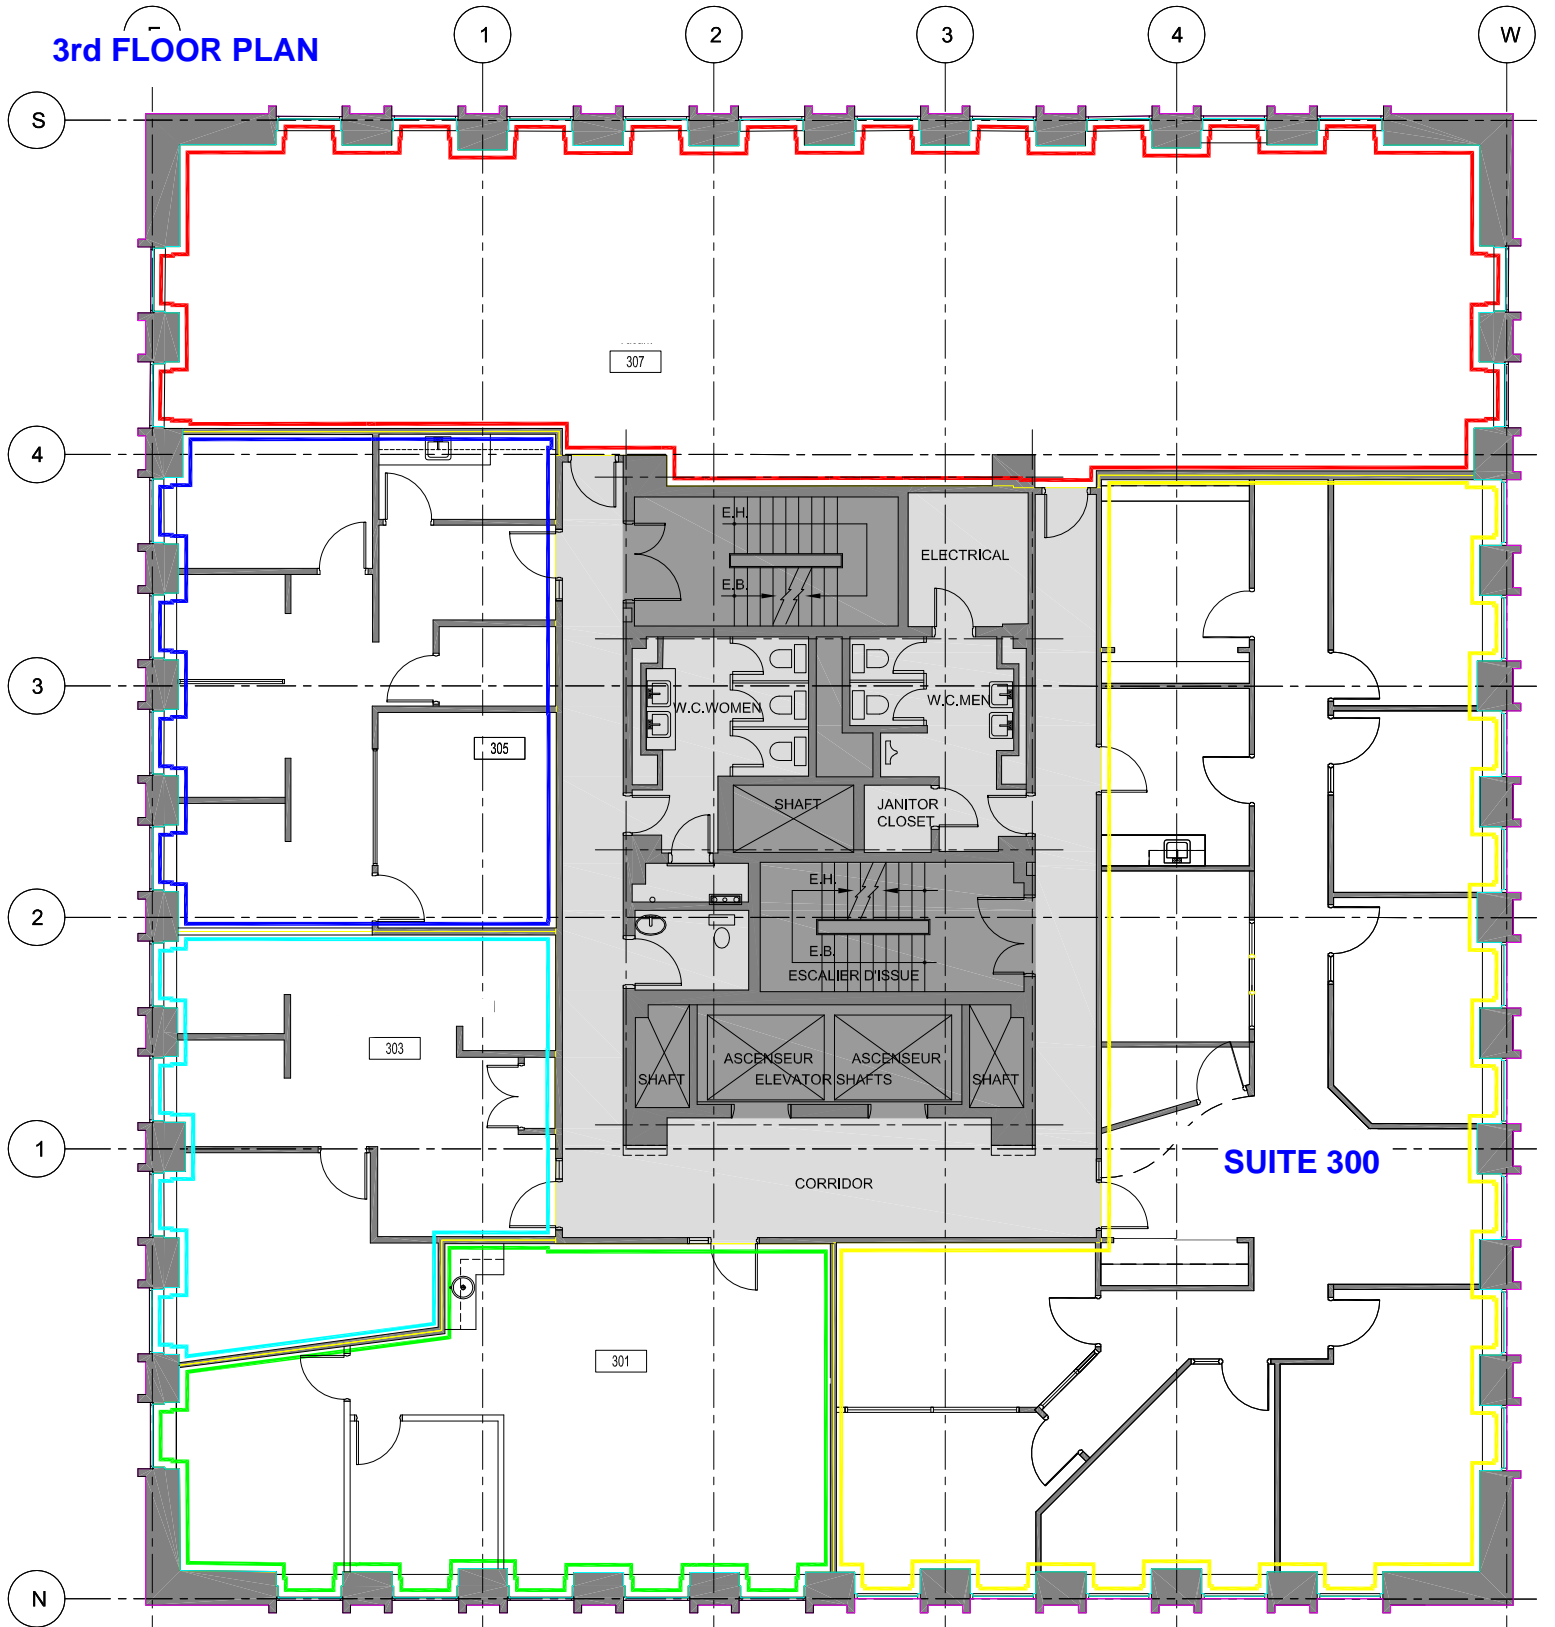 1
2
3
4
W
3rd FLOOR PLAN
S
307
4
E.H.
ELECTRICAL
E.B.
3
W.C.WOMEN
W.C.MEN
305
SHAFT
JANITOR
CLOSET
E.H.
2
E.B.
ESCALIER D'ISSUE
303
ASCENSEUR
ASCENSEUR
SHAFT
ELEVATOR SHAFTS
SHAFT
1
SUITE 300
CORRIDOR
301
N